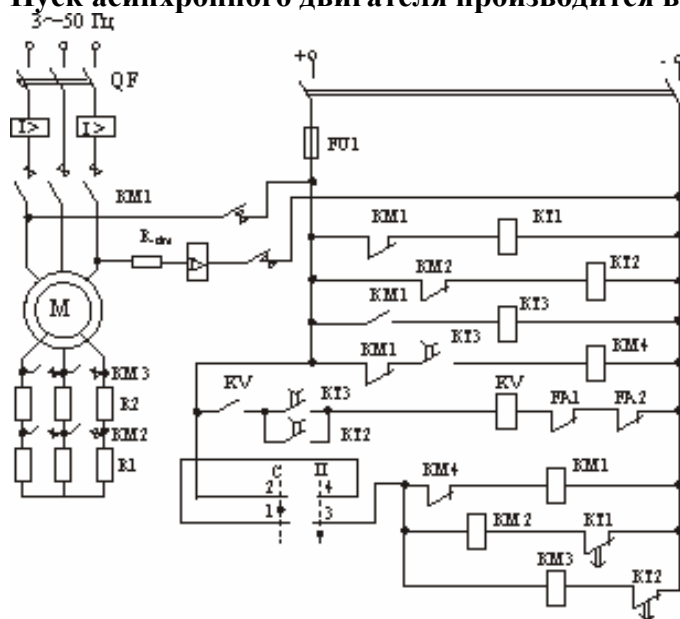 Пуск асинхронного двигателя производится в
3~50 Гц
+
-
QF
I> I>
FU1
KM1
KM1 KT1
KM2 KT2
KM1 KT3
KM1 KT3 KM4
M
KM3
R2
KM2
R1
KV KT3 KV FA1 FA2
KT2
С П
2 4
1 3
KM4 KM1
KM2 KT1
KM3 KT2